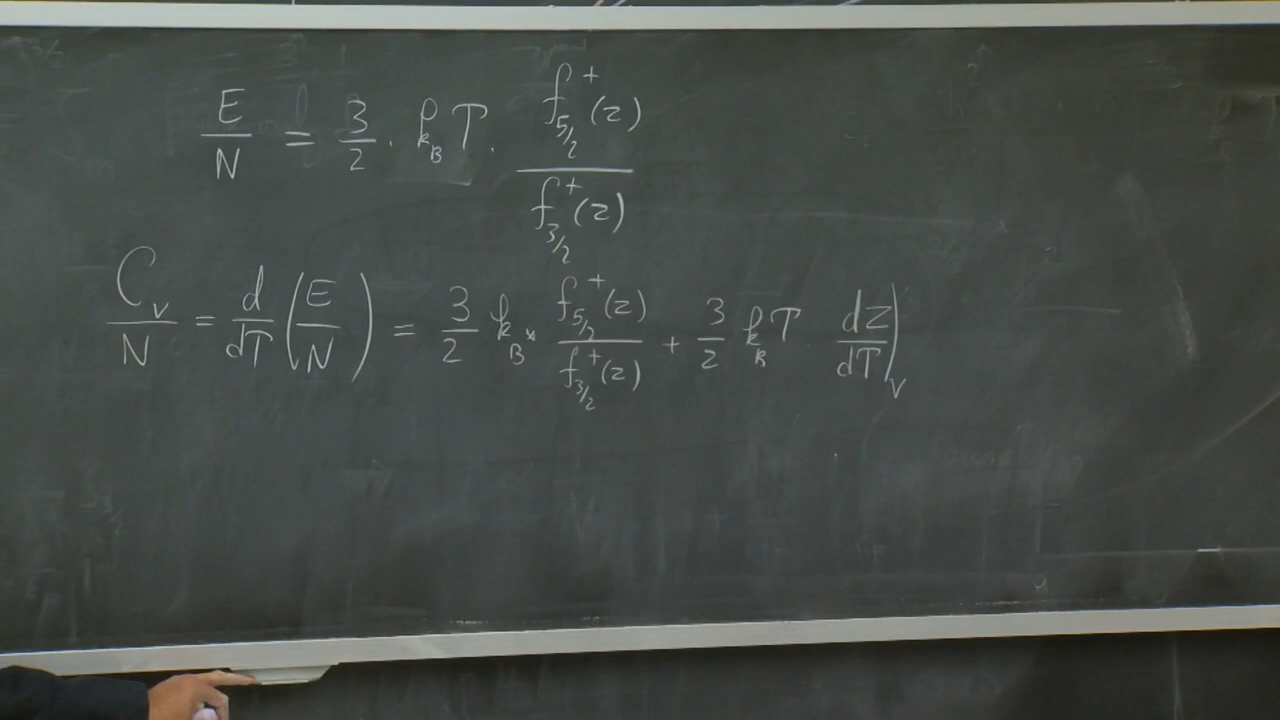 E/N = 3/2 · k_B T · f^+_{5/2}(z) / f^+_{3/2}(z)
C_v/N = d/dT (E/N) = 3/2 k_B × f^+_{5/2}(z) / f^+_{3/2}(z) + 3/2 k_B T dz/dT)_V